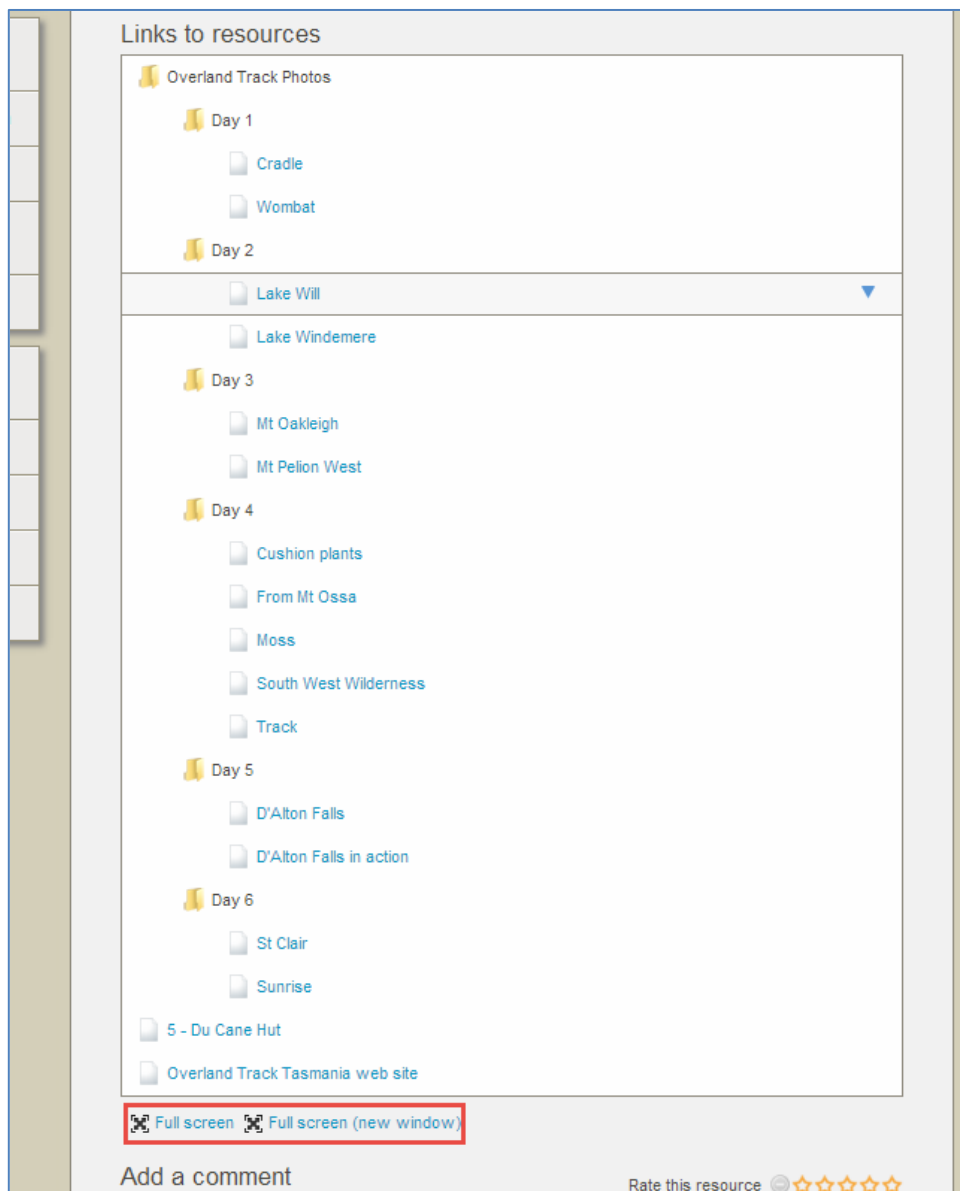 Links to resources
Overland Track Photos
Day 1
Cradle
Wombat
Day 2
Lake Will
Lake Windemere
Day 3
Mt Oakleigh
Mt Pelion West
Day 4
Cushion plants
From Mt Ossa
Moss
South West Wilderness
Track
Day 5
D'Alton Falls
D'Alton Falls in action
Day 6
St Clair
Sunrise
5 - Du Cane Hut
Overland Track Tasmania web site
Full screen Full screen (new window)
Add a comment Rate this resource